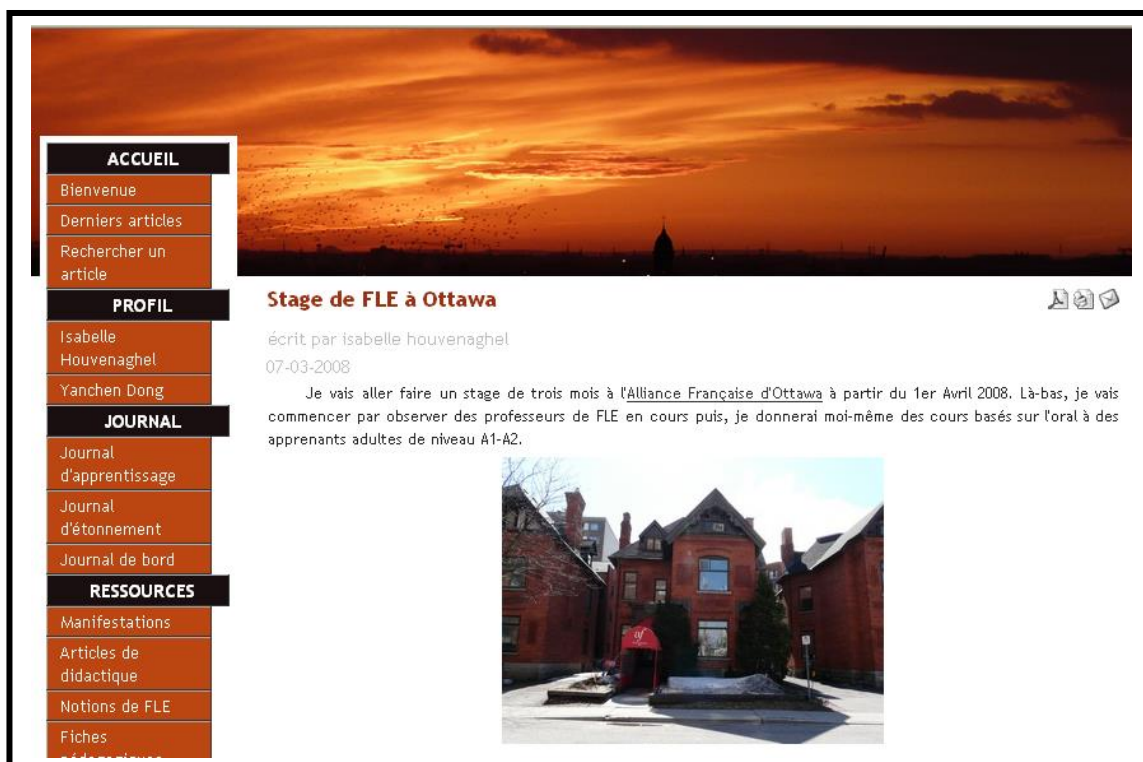 ACCUEIL
Bienvenue
Derniers articles
Rechercher un
article
PROFIL
Isabelle
Houvenaghel
Yanchen Dong
JOURNAL
Journal
d'apprentissage
Journal
d'étonnement
Journal de bord
RESSOURCES
Manifestations
Articles de
didactique
Notions de FLE
Fiches
Stage de FLE à Ottawa
écrit par isabelle houvenaghel
07-03-2008
Je vais aller faire un stage de trois mois à l'Alliance Française d'Ottawa à partir du 1er Avril 2008. Là-bas, je vais
commencer par observer des professeurs de FLE en cours puis, je donnerai moi-même des cours basés sur l'oral à des
apprenants adultes de niveau A1-A2.
af